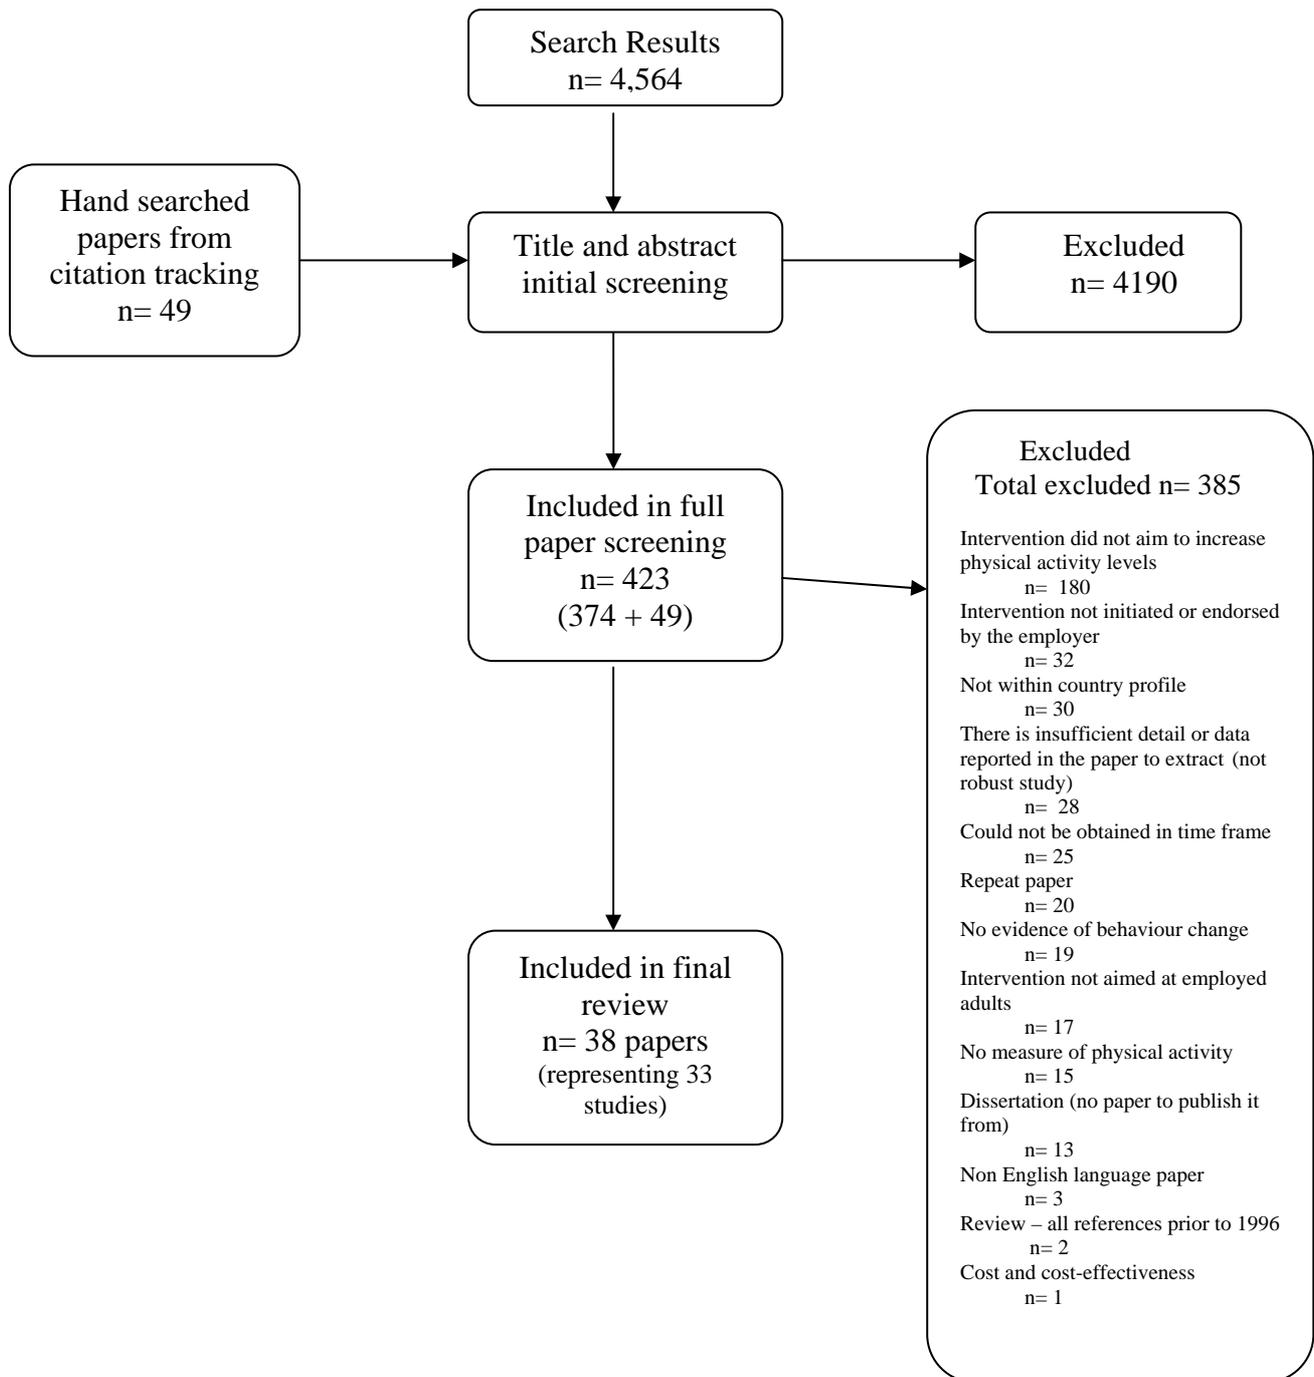 Search Results
n= 4,564
Hand searched
papers from
citation tracking
n= 49
Title and abstract
initial screening
Excluded
n= 4190
Included in full
paper screening
n= 423
(374 + 49)
Excluded
Total excluded n= 385
Intervention did not aim to increase
physical activity levels
n= 180
Intervention not initiated or endorsed
by the employer
n= 32
Not within country profile
n= 30
There is insufficient detail or data
reported in the paper to extract (not
robust study)
n= 28
Could not be obtained in time frame
n= 25
Repeat paper
n= 20
No evidence of behaviour change
n= 19
Intervention not aimed at employed
adults
n= 17
No measure of physical activity
n= 15
Dissertation (no paper to publish it
from)
n= 13
Non English language paper
n= 3
Review – all references prior to 1996
n= 2
Cost and cost-effectiveness
n= 1
Included in final
review
n= 38 papers
(representing 33
studies)